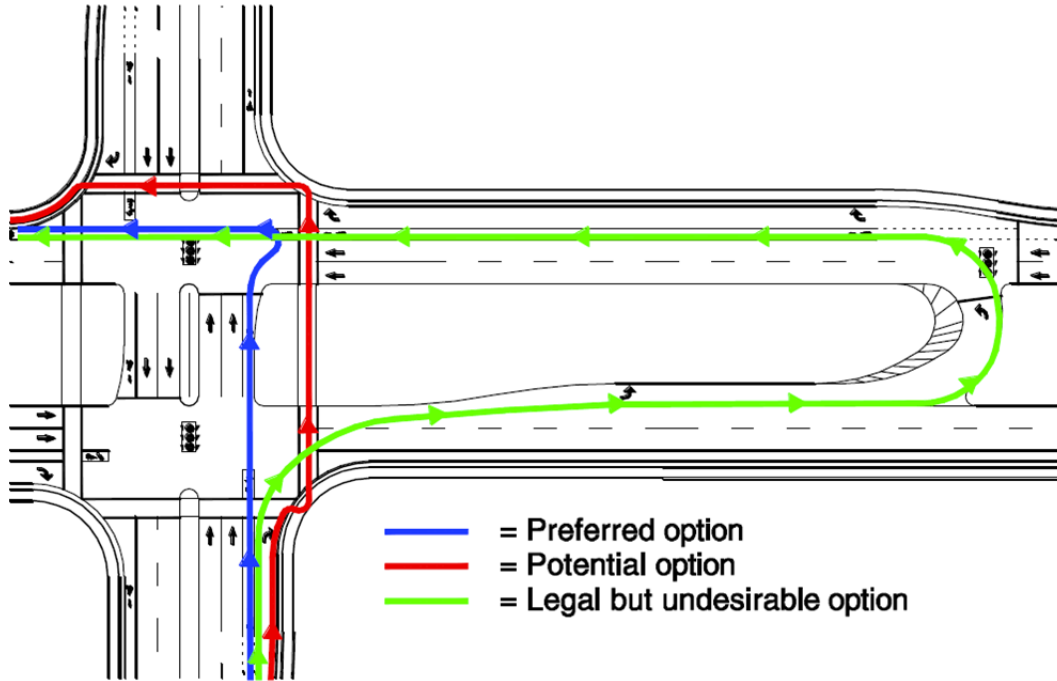 = Preferred option
= Potential option
= Legal but undesirable option